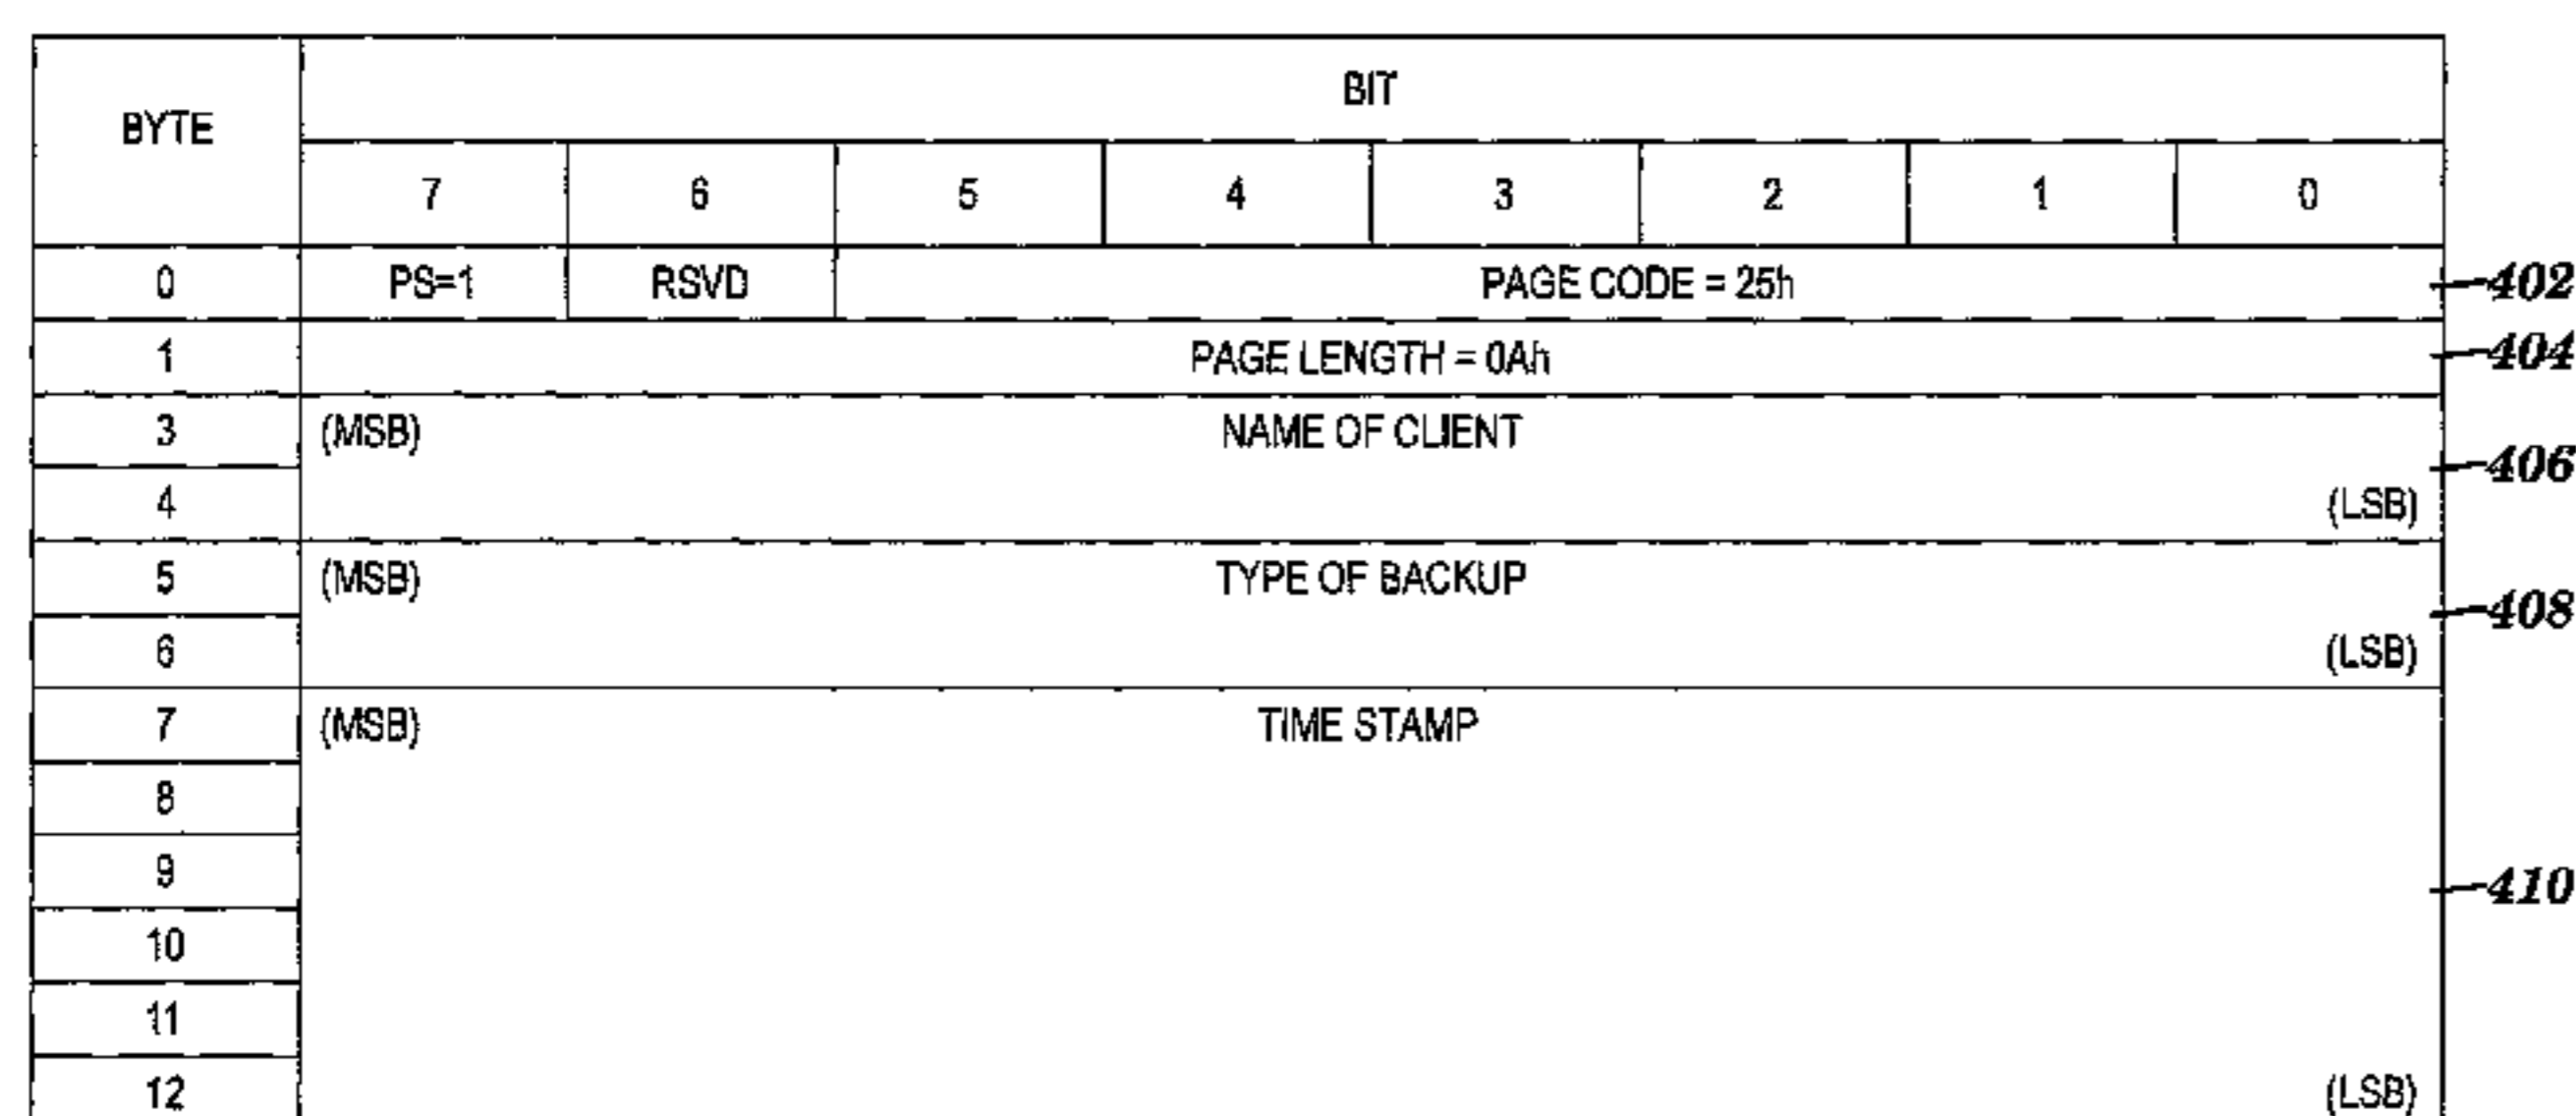 BYTE BIT
7 6 5 4 3 2 1 0
0 PS=1 RSVD PAGE CODE = 25h 402
1 PAGE LENGTH = 0Ah 404
3 (MSB) NAME OF CLIENT
406
4 (LSB)
5 (MSB) TYPE OF BACKUP
408
6 (LSB)
7 (MSB) TIME STAMP
8
9 410
10
11
12 (LSB)